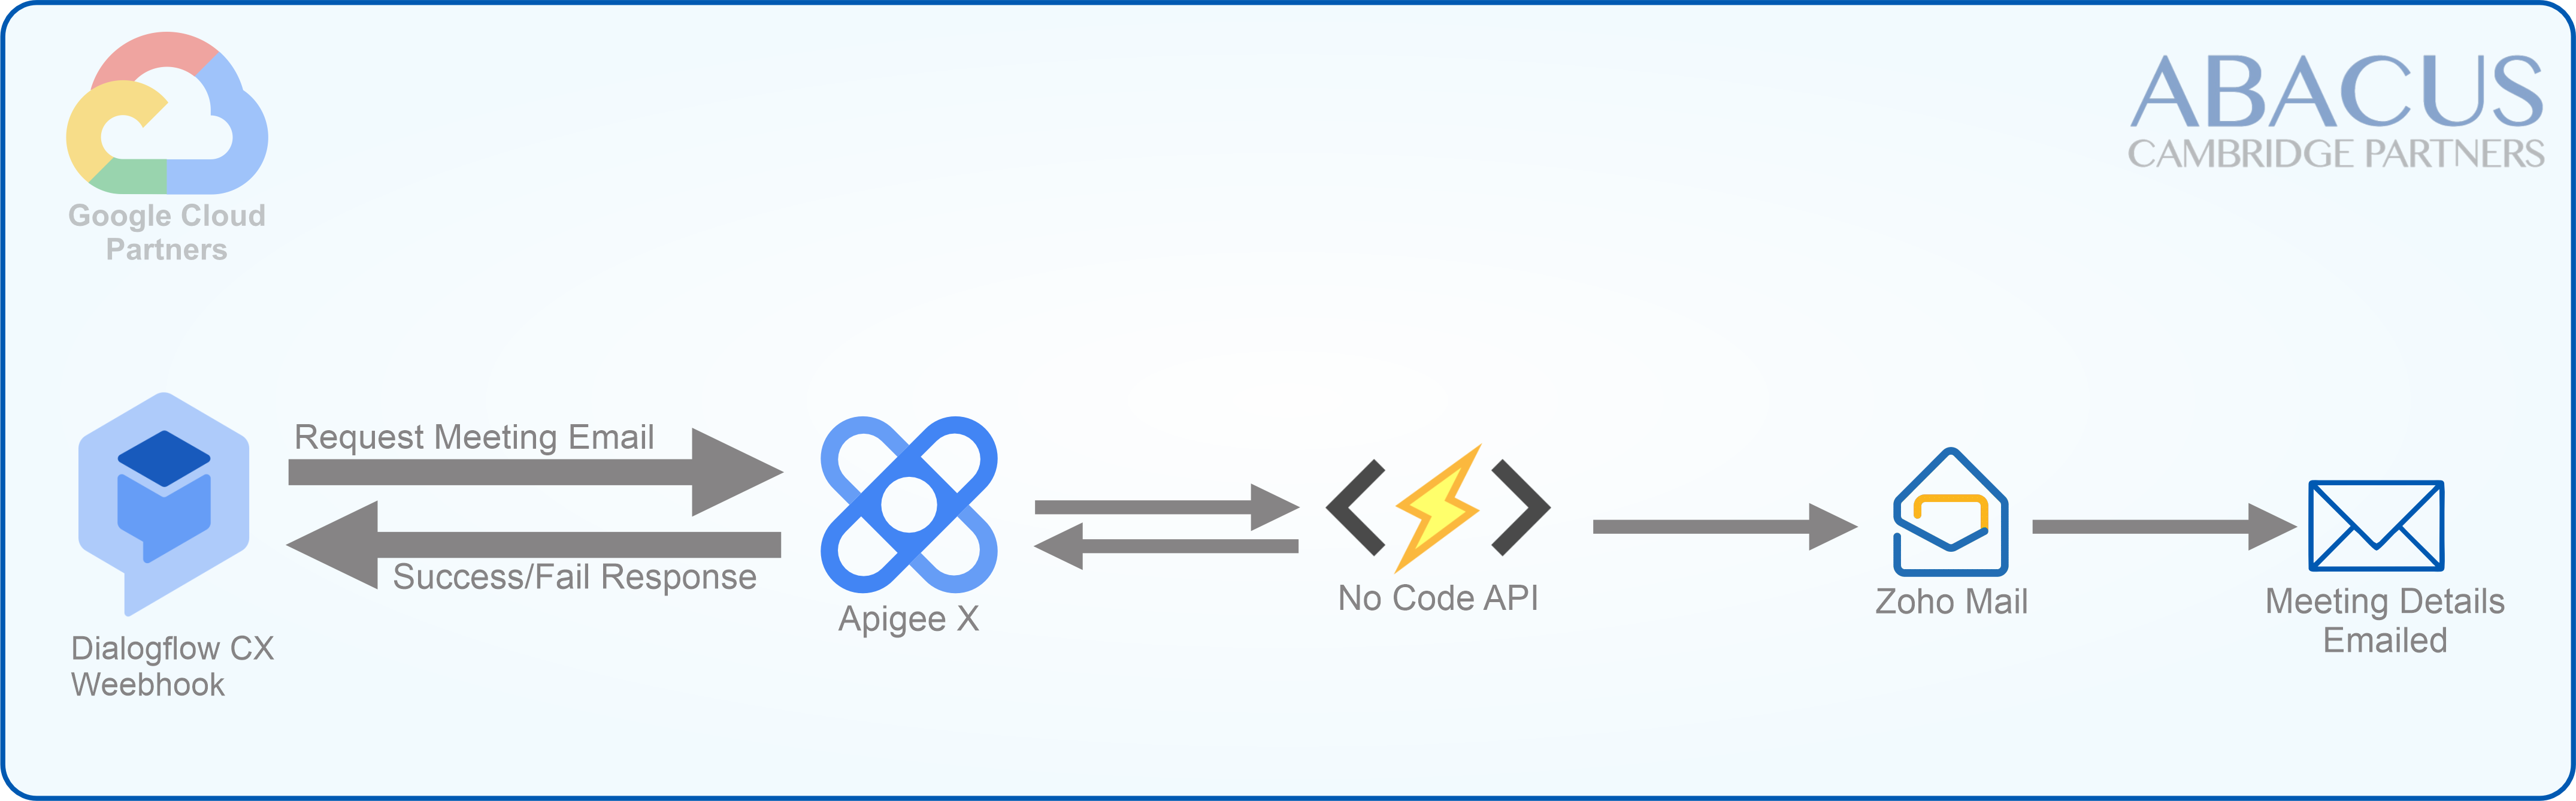 Google Cloud
Partners
ABACUS
CAMBRIDGE PARTNERS
Request Meeting Email
Success/Fail Response
Dialogflow CX
Weebhook
Apigee X
No Code API
Zoho Mail
Meeting Details
Emailed